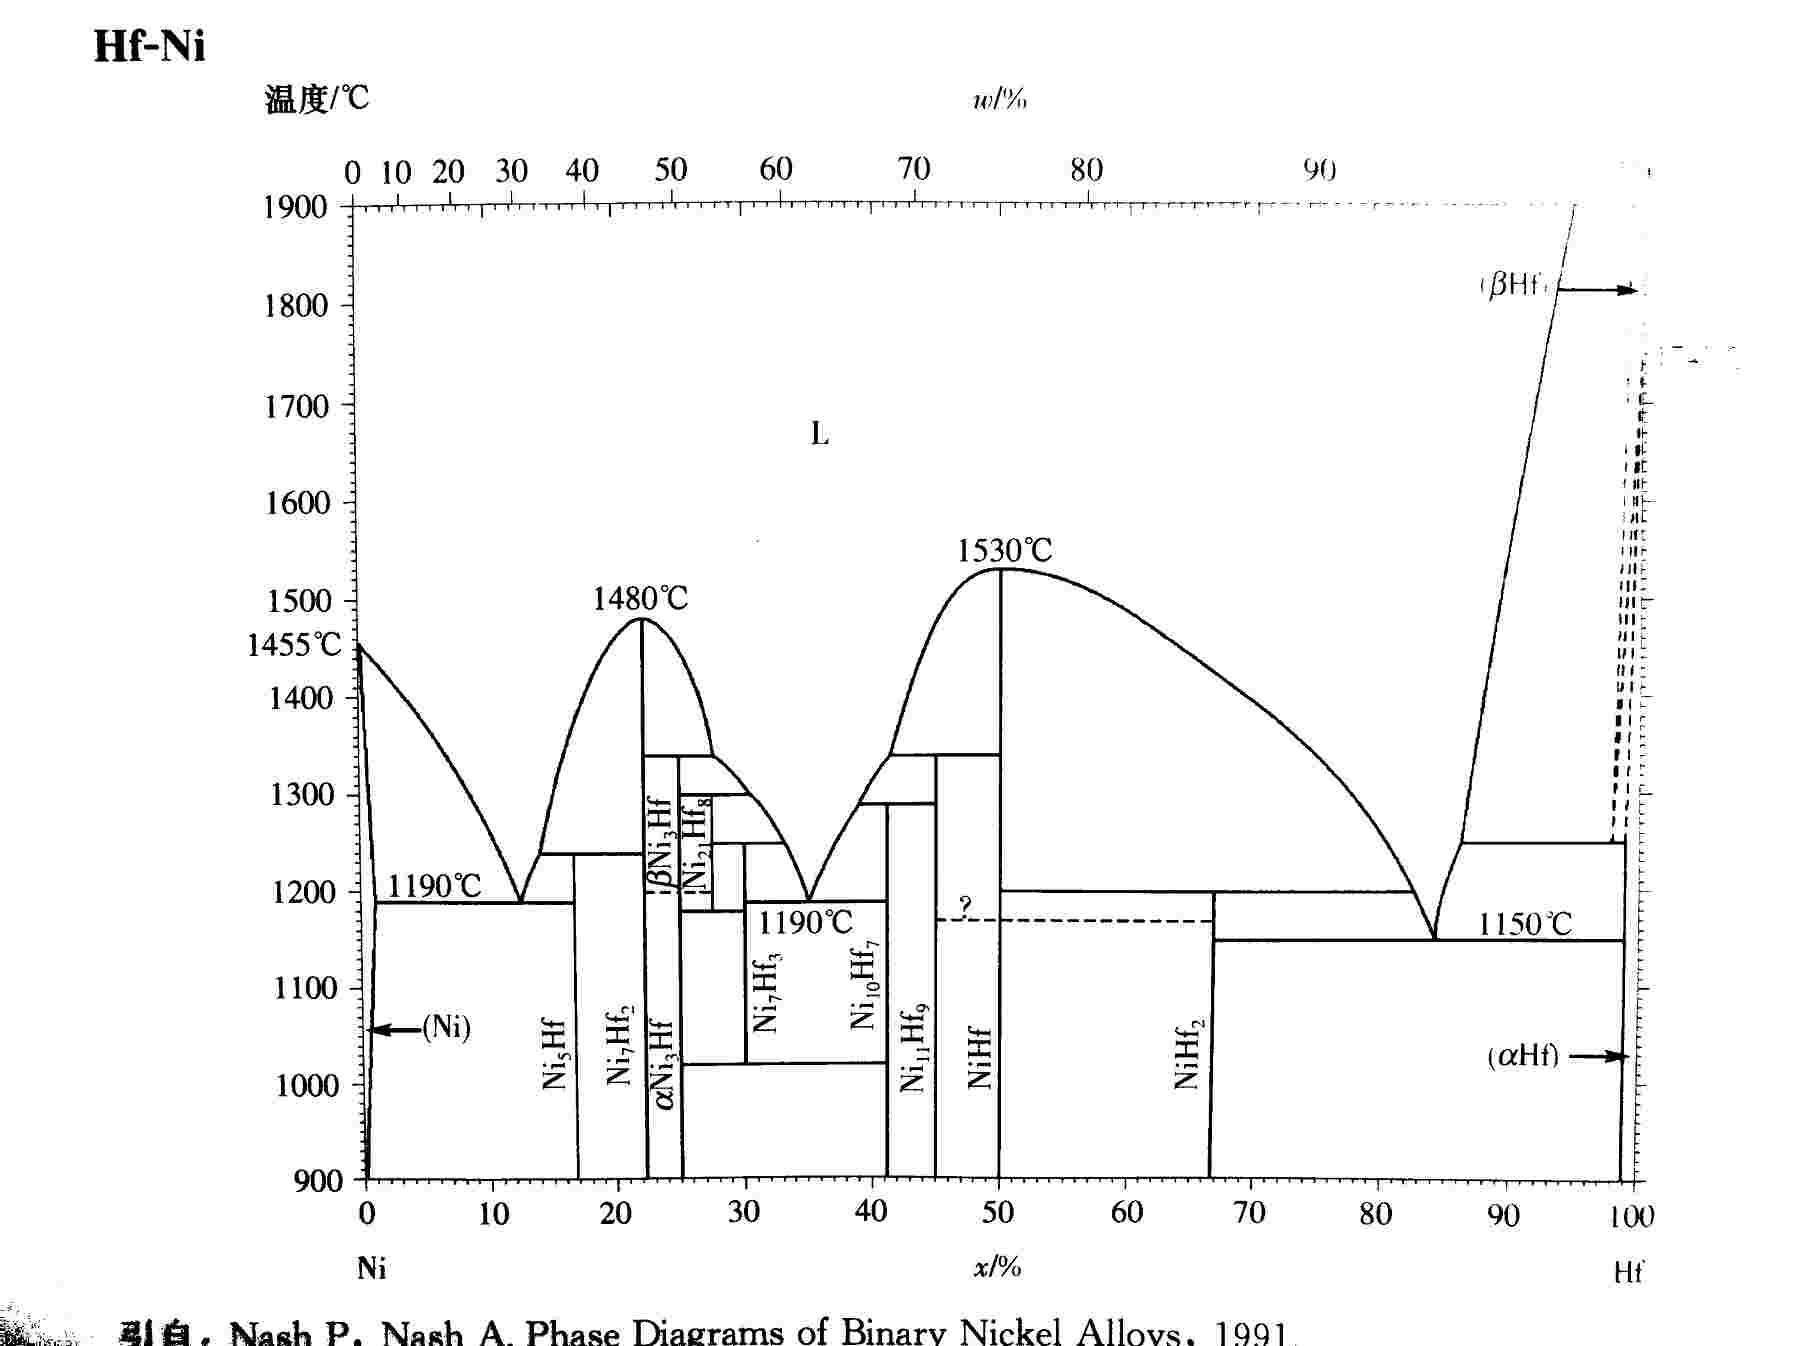 Hf-Ni
温度/℃
w/%
0 10 20 30 40 50 60 70 80 90
1900
1800
1700
1600
1500
1400
1300
1200
1100
1000
900
1455℃
1480℃
1530℃
L
(βHf)
1190℃
1190℃
1150℃
?
(Ni)
Ni₅Hf
Ni₇Hf₂
βNi₃Hf
αNi₃Hf
Ni₂₁Hf₈
Ni₇Hf₃
Ni₁₀Hf₇
Ni₁₁Hf₉
NiHf
NiHf₂
(αHf)
0 10 20 30 40 50 60 70 80 90 100
Ni
x/%
Hf
引自: Nash P, Nash A. Phase Diagrams of Binary Nickel Alloys, 1991.